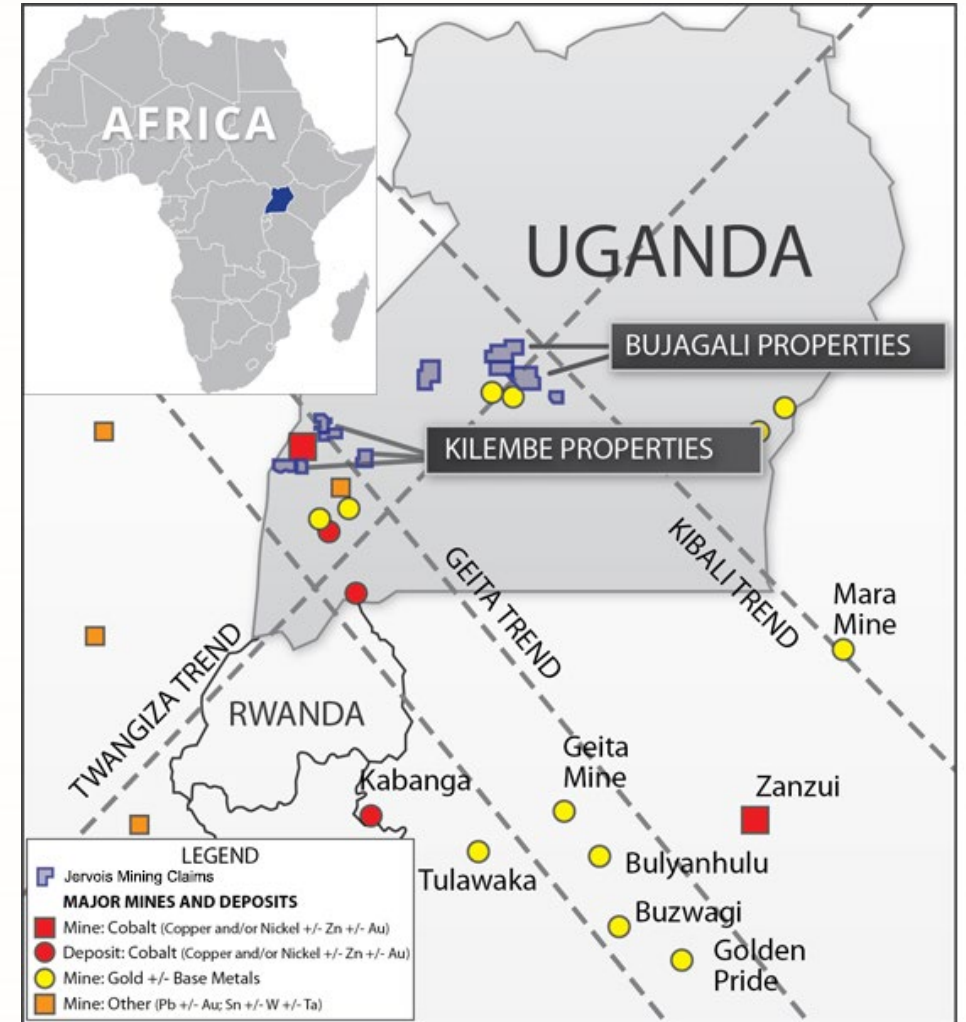 AFRICA
UGANDA
BUJAGALI PROPERTIES
KILEMBE PROPERTIES
KIBALI TREND
GEITA TREND
TWANGIZA TREND
Mara
Mine
RWANDA
Geita
Mine
Kabanga
Zanzui
Tulawaka
Bulyanhulu
Buzwagi
Golden
Pride
LEGEND
Jervois Mining Claims
MAJOR MINES AND DEPOSITS
Mine: Cobalt (Copper and/or Nickel +/- Zn +/- Au)
Deposit: Cobalt (Copper and/or Nickel +/- Zn +/- Au)
Mine: Gold +/- Base Metals
Mine: Other (Pb +/- Au; Sn +/- W +/- Ta)